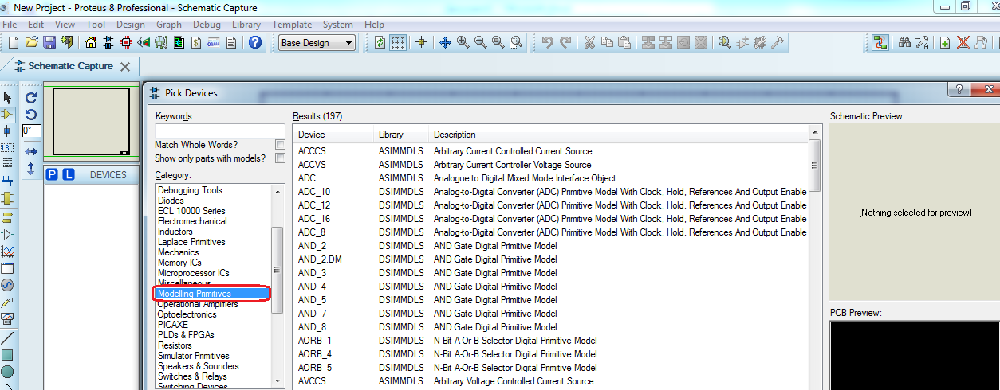 New Project - Proteus 8 Professional - Schematic Capture
File Edit View Tool Design Graph Debug Library Template System Help
Base Design
Schematic Capture
Pick Devices
0°
LBL
P L DEVICES
Keywords:
Match Whole Words?
Show only parts with models?
Category:
Debugging Tools
Diodes
ECL 10000 Series
Electromechanical
Inductors
Laplace Primitives
Mechanics
Memory ICs
Microprocessor ICs
Miscellaneous
Modelling Primitives
Operational Amplifiers
Optoelectronics
PICAXE
PLDs & FPGAs
Resistors
Simulator Primitives
Speakers & Sounders
Switches & Relays
Switching Devices
Results (197):
Device Library Description
ACCCS ASIMMDLS Arbitrary Current Controlled Current Source
ACCVS ASIMMDLS Arbitrary Current Controller Voltage Source
ADC ASIMMDLS Analogue to Digital Mixed Mode Interface Object
ADC_10 DSIMMDLS Analog-to-Digital Converter (ADC) Primitive Model With Clock, Hold, References And Output Enable
ADC_12 DSIMMDLS Analog-to-Digital Converter (ADC) Primitive Model With Clock, Hold, References And Output Enable
ADC_16 DSIMMDLS Analog-to-Digital Converter (ADC) Primitive Model With Clock, Hold, References And Output Enable
ADC_8 DSIMMDLS Analog-to-Digital Converter (ADC) Primitive Model With Clock, Hold, References And Output Enable
AND_2 DSIMMDLS AND Gate Digital Primitive Model
AND_2.DM DSIMMDLS AND Gate Digital Primitive Model
AND_3 DSIMMDLS AND Gate Digital Primitive Model
AND_4 DSIMMDLS AND Gate Digital Primitive Model
AND_5 DSIMMDLS AND Gate Digital Primitive Model
AND_7 DSIMMDLS AND Gate Digital Primitive Model
AND_8 DSIMMDLS AND Gate Digital Primitive Model
AORB_1 DSIMMDLS N-Bit A-Or-B Selector Digital Primitive Model
AORB_4 DSIMMDLS N-Bit A-Or-B Selector Digital Primitive Model
AORB_5 DSIMMDLS N-Bit A-Or-B Selector Digital Primitive Model
AVCCS ASIMMDLS Arbitrary Voltage Controlled Current Source
Schematic Preview:
(Nothing selected for preview)
PCB Preview: